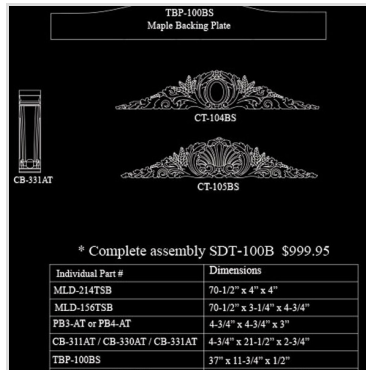 TBP-100BS
Maple Backing Plate
CT-104BS
CB-331AT
CT-105BS
* Complete assembly SDT-100B $999.95
Individual Part # Dimensions
MLD-214TSB 70-1/2” x 4” x 4”
MLD-156TSB 70-1/2” x 3-1/4” x 4-3/4”
PB3-AT or PB4-AT 4-3/4” x 4-3/4” x 3”
CB-311AT / CB-330AT / CB-331AT 4-3/4” x 21-1/2” x 2-3/4”
TBP-100BS 37” x 11-3/4” x 1/2”